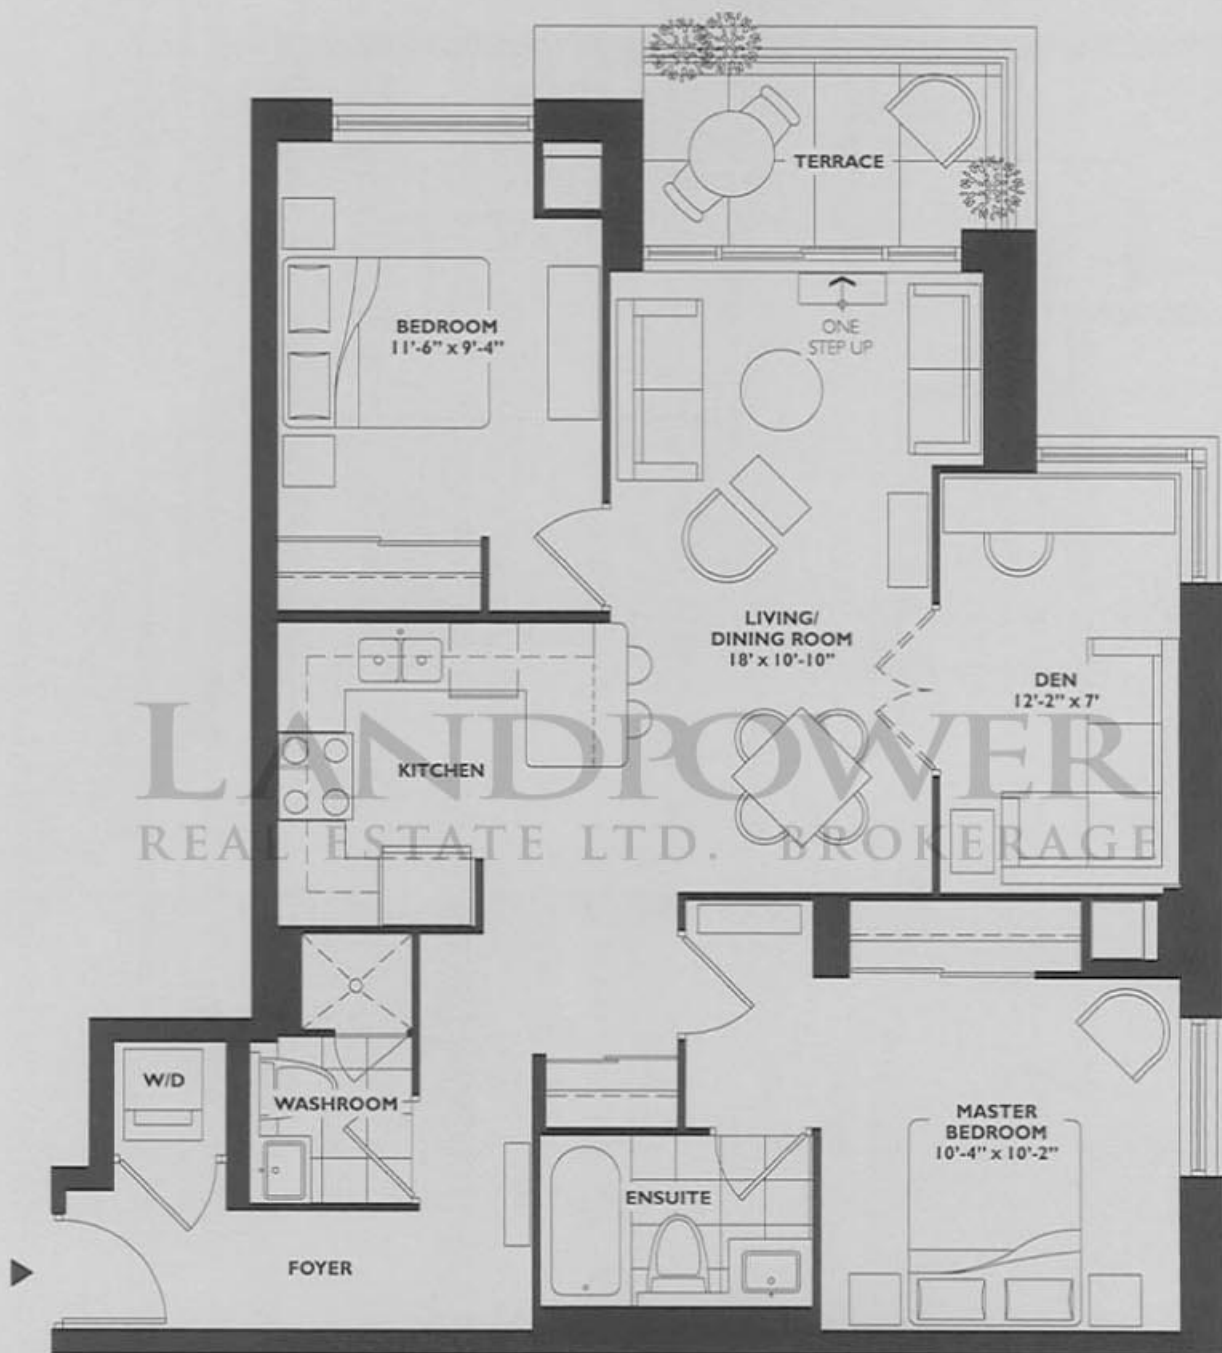 TERRACE
BEDROOM
11'-6" x 9'-4"
ONE
STEP UP
LIVING/
DINING ROOM
18' x 10'-10"
DEN
12'-2" x 7'
LANDPOWER
KITCHEN
REAL ESTATE LTD. BROKERAGE
W/D
WASHROOM
MASTER
BEDROOM
10'-4" x 10'-2"
ENSUITE
FOYER